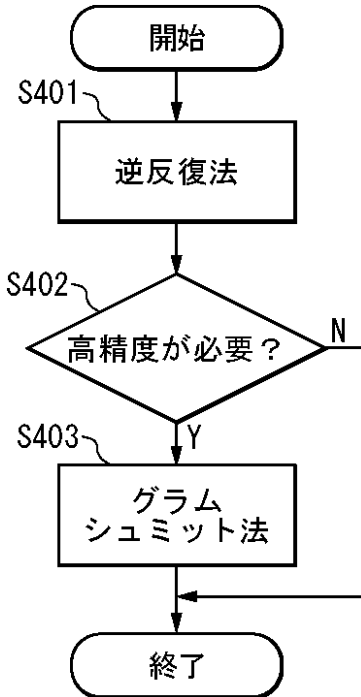 開始
S401
逆反復法
S402
高精度が必要？
N
Y
S403
グラム
シュミット法
終了